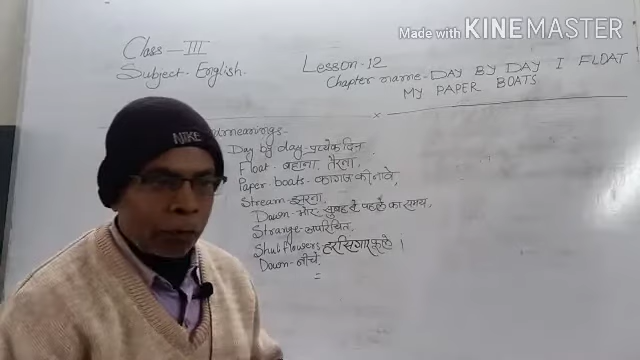 Made with KINEMASTER
Class - III
Subject - English.
Lesson - 12
Chapter name - DAY BY DAY I FLOAT
MY PAPER BOATS
NIKE
Day by day - प्रत्येक दिन
Float - बहाना, तैरना,
Paper boats - कागज की नावे,
Stream - झरना,
Dawn - भोर, सुबह से पहले का समय,
Strange - अपरिचित,
हरसिंगार फूल ।
Down - नीचे.